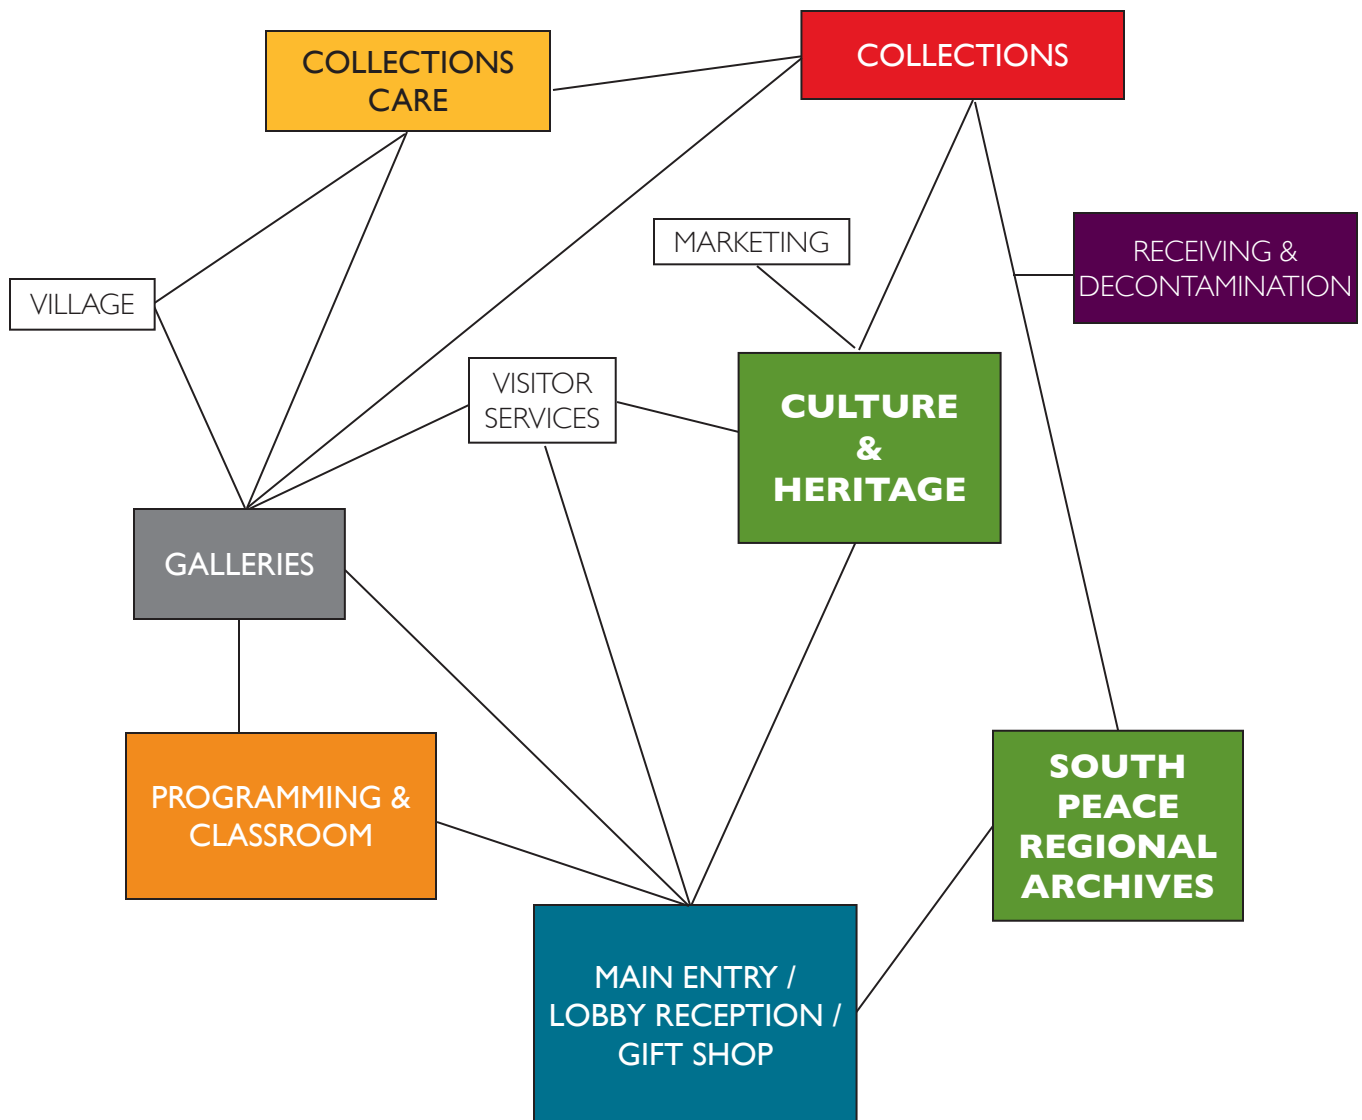 COLLECTIONS
CARE
COLLECTIONS
MARKETING
RECEIVING &
DECONTAMINATION
VILLAGE
VISITOR
SERVICES
CULTURE
&
HERITAGE
GALLERIES
PROGRAMMING &
CLASSROOM
SOUTH
PEACE
REGIONAL
ARCHIVES
MAIN ENTRY /
LOBBY RECEPTION /
GIFT SHOP